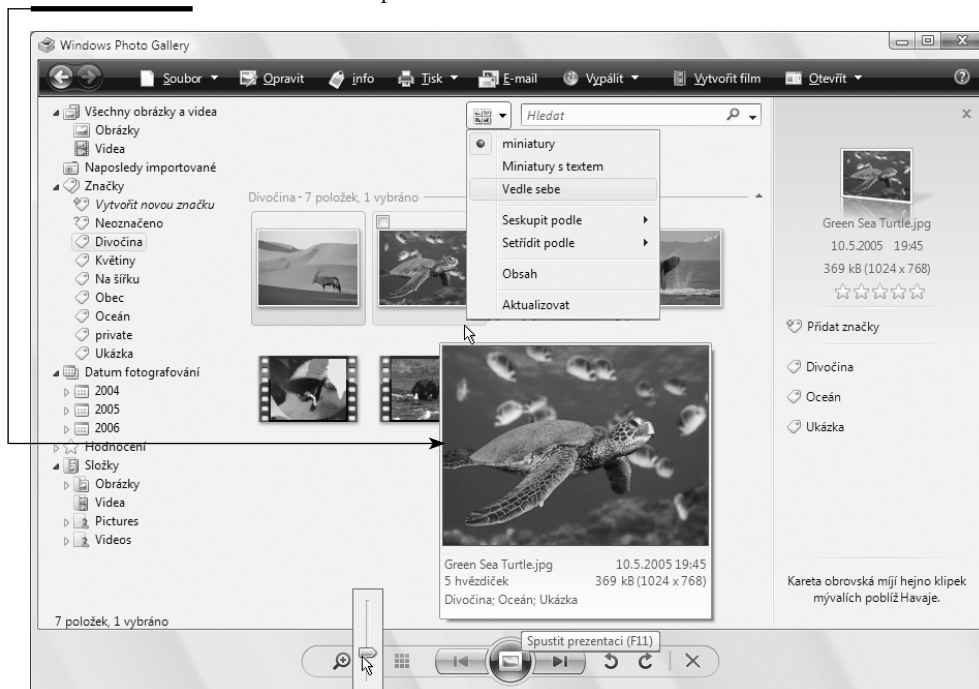 Windows Photo Gallery
Soubor Opravit info Tisk E-mail Vypálit Vytvořit film Otevřít
Všechny obrázky a videa
Obrázky
Videa
Naposledy importované
Značky
Vytvořit novou značku
Neoznačeno
Divočina
Květiny
Na šířku
Obec
Oceán
private
Ukázka
Datum fotografování
2004
2005
2006
Hodnocení
Složky
Obrázky
Videa
Pictures
Videos
7 položek, 1 vybráno
Hledat
miniatury
Miniatury s textem
Vedle sebe
Seskupit podle
Setřídit podle
Obsah
Aktualizovat
Divočina - 7 položek, 1 vybráno
Green Sea Turtle.jpg 10.5.2005 19:45
5 hvězdiček 369 kB (1024 x 768)
Divočina; Oceán; Ukázka
Spustit prezentaci (F11)
Green Sea Turtle.jpg
10.5.2005 19:45
369 kB (1024 x 768)
Přidat značky
Divočina
Oceán
Ukázka
Kareta obrovská míjí hejno klipek
mývalích poblíž Havaje.